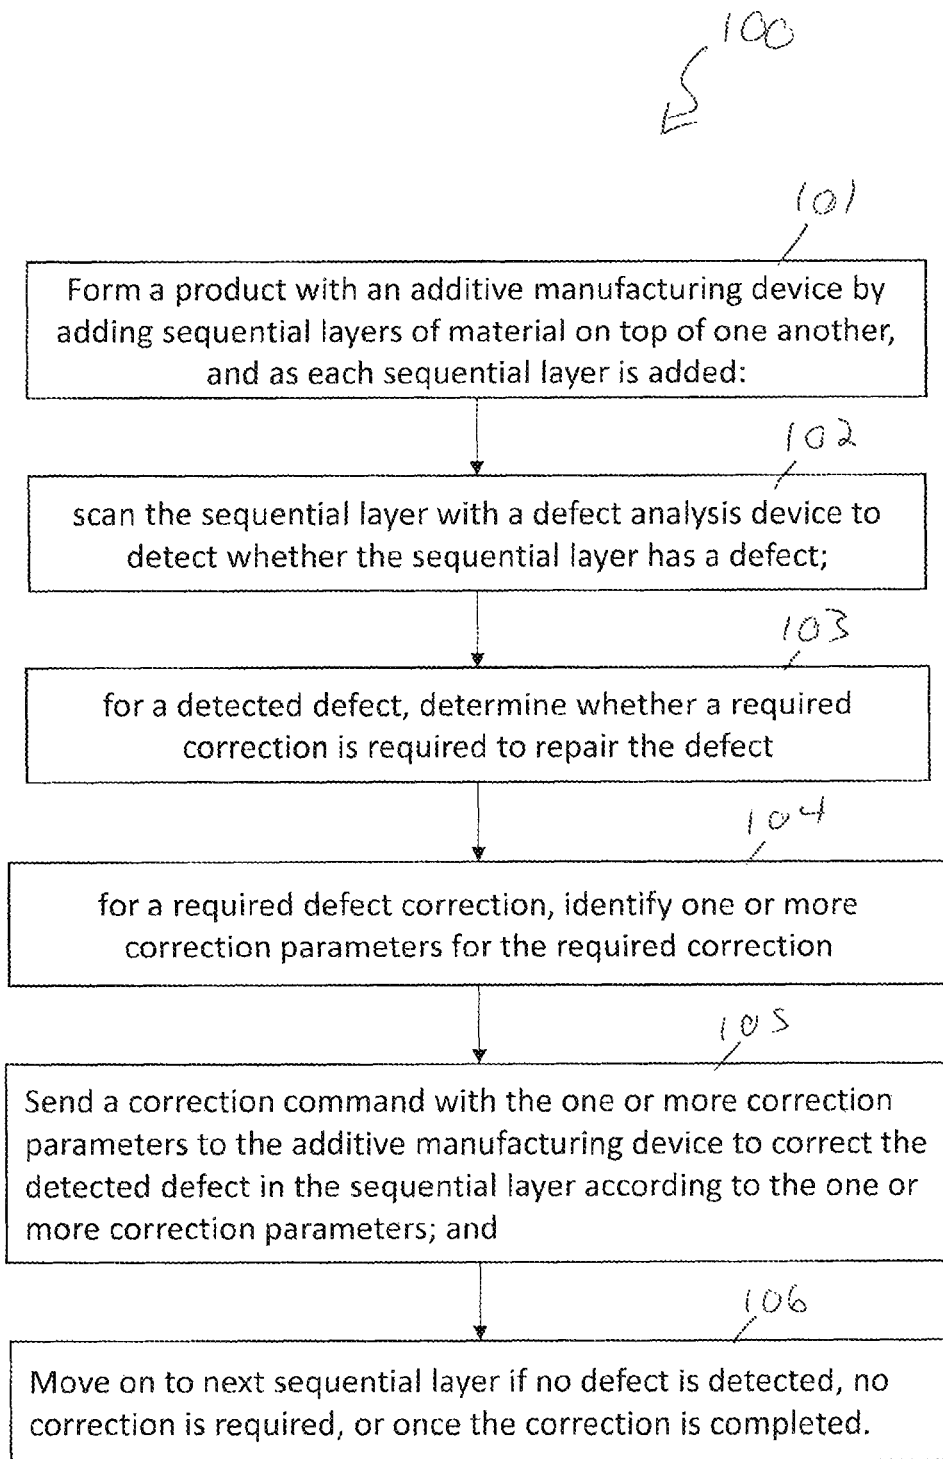 100
101
Form a product with an additive manufacturing device by
adding sequential layers of material on top of one another,
and as each sequential layer is added:
102
scan the sequential layer with a defect analysis device to
detect whether the sequential layer has a defect;
103
for a detected defect, determine whether a required
correction is required to repair the defect
104
for a required defect correction, identify one or more
correction parameters for the required correction
105
Send a correction command with the one or more correction
parameters to the additive manufacturing device to correct the
detected defect in the sequential layer according to the one or
more correction parameters; and
106
Move on to next sequential layer if no defect is detected, no
correction is required, or once the correction is completed.